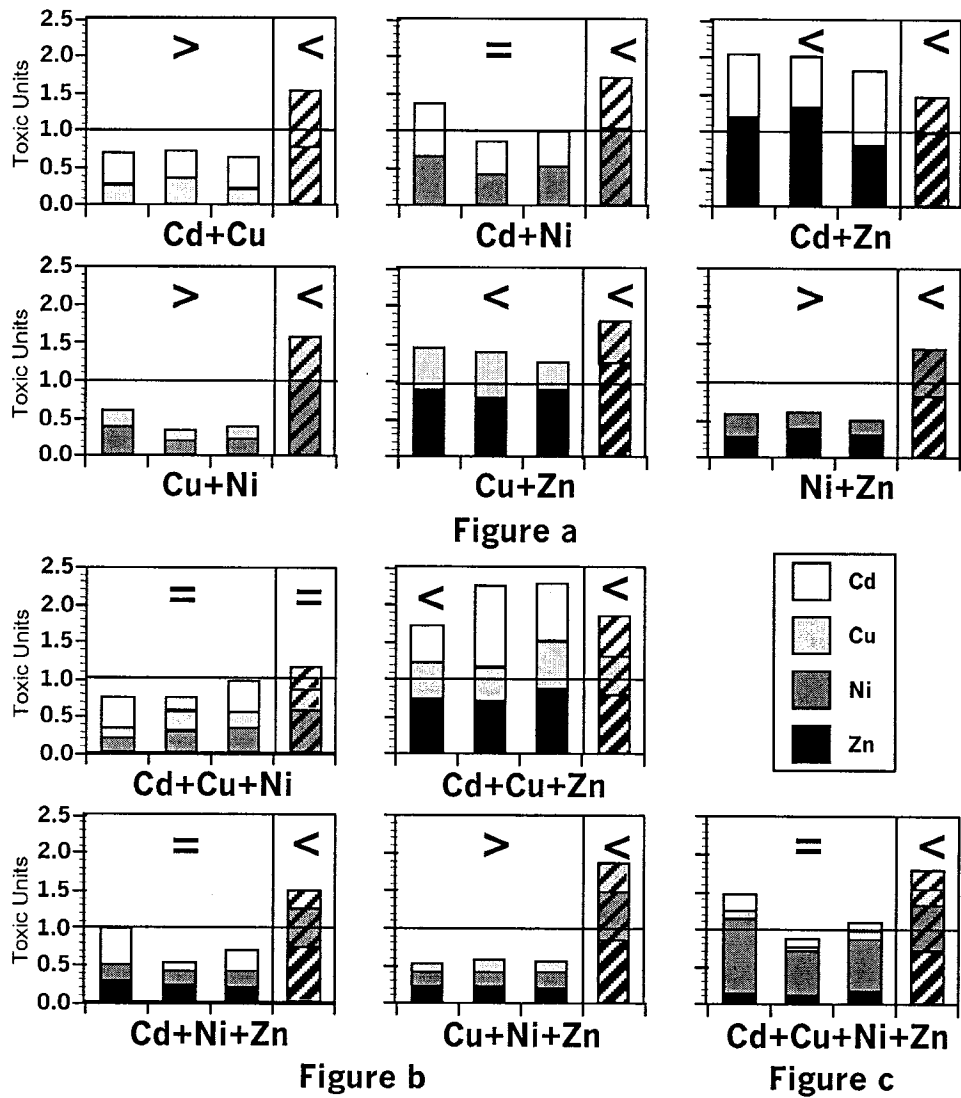 2.5
2.0
1.5
1.0
0.5
0.0
Toxic Units
> <
Cd+Cu
= <
Cd+Ni
< <
Cd+Zn
2.5
2.0
1.5
1.0
0.5
0.0
Toxic Units
> <
Cu+Ni
< <
Cu+Zn
> <
Ni+Zn
Figure a
2.5
2.0
1.5
1.0
0.5
0.0
Toxic Units
= =
Cd+Cu+Ni
< <
Cd+Cu+Zn
Cd
Cu
Ni
Zn
2.5
2.0
1.5
1.0
0.5
0.0
Toxic Units
= <
Cd+Ni+Zn
> <
Cu+Ni+Zn
= <
Cd+Cu+Ni+Zn
Figure b
Figure c